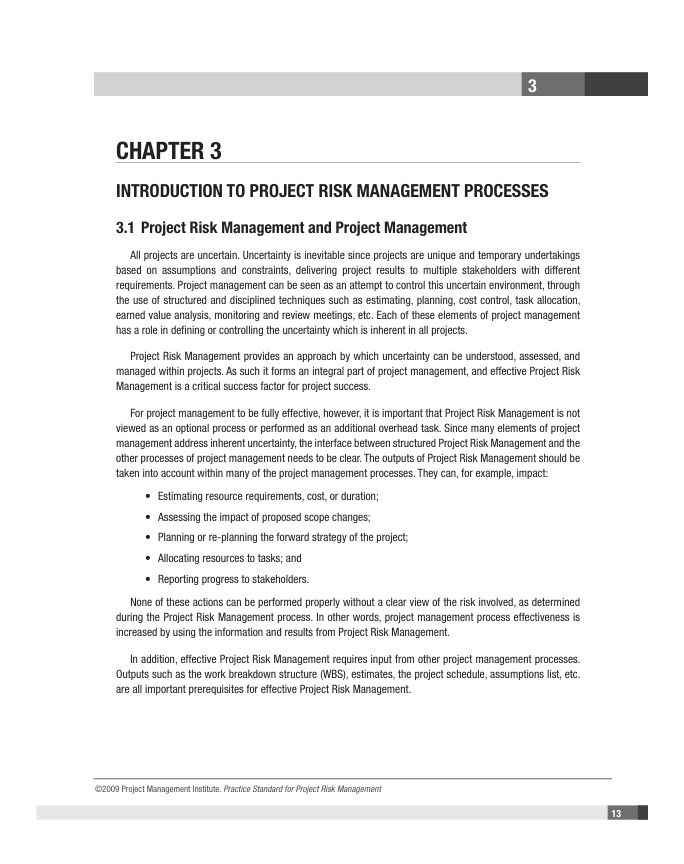 3
CHAPTER 3
INTRODUCTION TO PROJECT RISK MANAGEMENT PROCESSES
3.1 Project Risk Management and Project Management
All projects are uncertain. Uncertainty is inevitable since projects are unique and temporary undertakings
based on assumptions and constraints, delivering project results to multiple stakeholders with different
requirements. Project management can be seen as an attempt to control this uncertain environment, through
the use of structured and disciplined techniques such as estimating, planning, cost control, task allocation,
earned value analysis, monitoring and review meetings, etc. Each of these elements of project management
has a role in defining or controlling the uncertainty which is inherent in all projects.
Project Risk Management provides an approach by which uncertainty can be understood, assessed, and
managed within projects. As such it forms an integral part of project management, and effective Project Risk
Management is a critical success factor for project success.
For project management to be fully effective, however, it is important that Project Risk Management is not
viewed as an optional process or performed as an additional overhead task. Since many elements of project
management address inherent uncertainty, the interface between structured Project Risk Management and the
other processes of project management needs to be clear. The outputs of Project Risk Management should be
taken into account within many of the project management processes. They can, for example, impact:
• Estimating resource requirements, cost, or duration;
• Assessing the impact of proposed scope changes;
• Planning or re-planning the forward strategy of the project;
• Allocating resources to tasks; and
• Reporting progress to stakeholders.
None of these actions can be performed properly without a clear view of the risk involved, as determined
during the Project Risk Management process. In other words, project management process effectiveness is
increased by using the information and results from Project Risk Management.
In addition, effective Project Risk Management requires input from other project management processes.
Outputs such as the work breakdown structure (WBS), estimates, the project schedule, assumptions list, etc.
are all important prerequisites for effective Project Risk Management.
©2009 Project Management Institute. Practice Standard for Project Risk Management
13